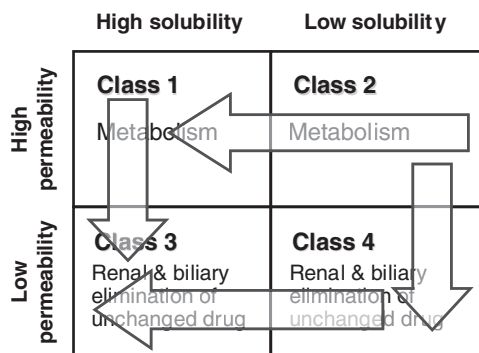 High solubility
Low solubility
High
permeability
Class 1
Metabolism
Class 2
Metabolism
Low
permeability
Class 3
Renal & biliary
elimination of
unchanged drug
Class 4
Renal & biliary
elimination of
unchanged drug